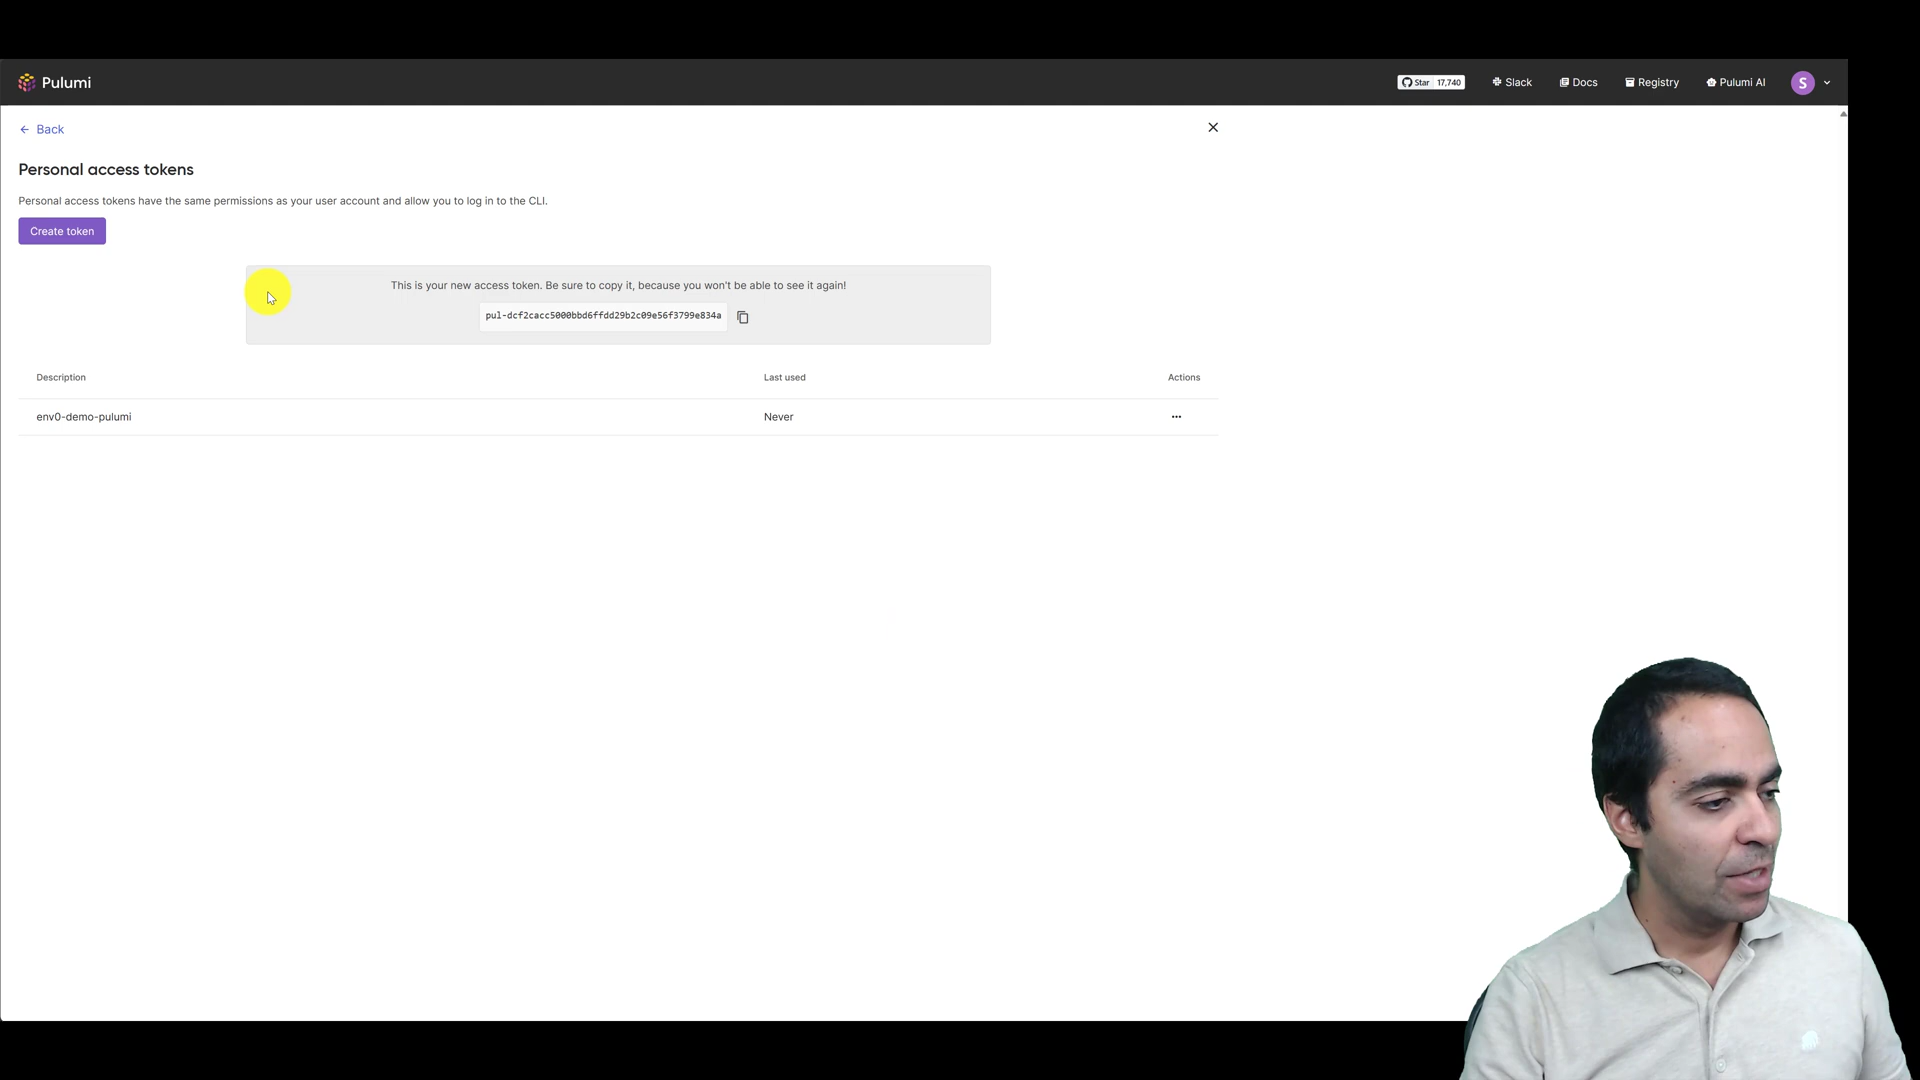 Pulumi
Star 17,740
Slack
Docs
Registry
Pulumi AI
S
Back
Personal access tokens
Personal access tokens have the same permissions as your user account and allow you to log in to the CLI.
Create token
This is your new access token. Be sure to copy it, because you won't be able to see it again!
pul-dcf2cacc5000bbd6ffdd29b2c09e56f3799e834a
Description Last used Actions
env0-demo-pulumi Never